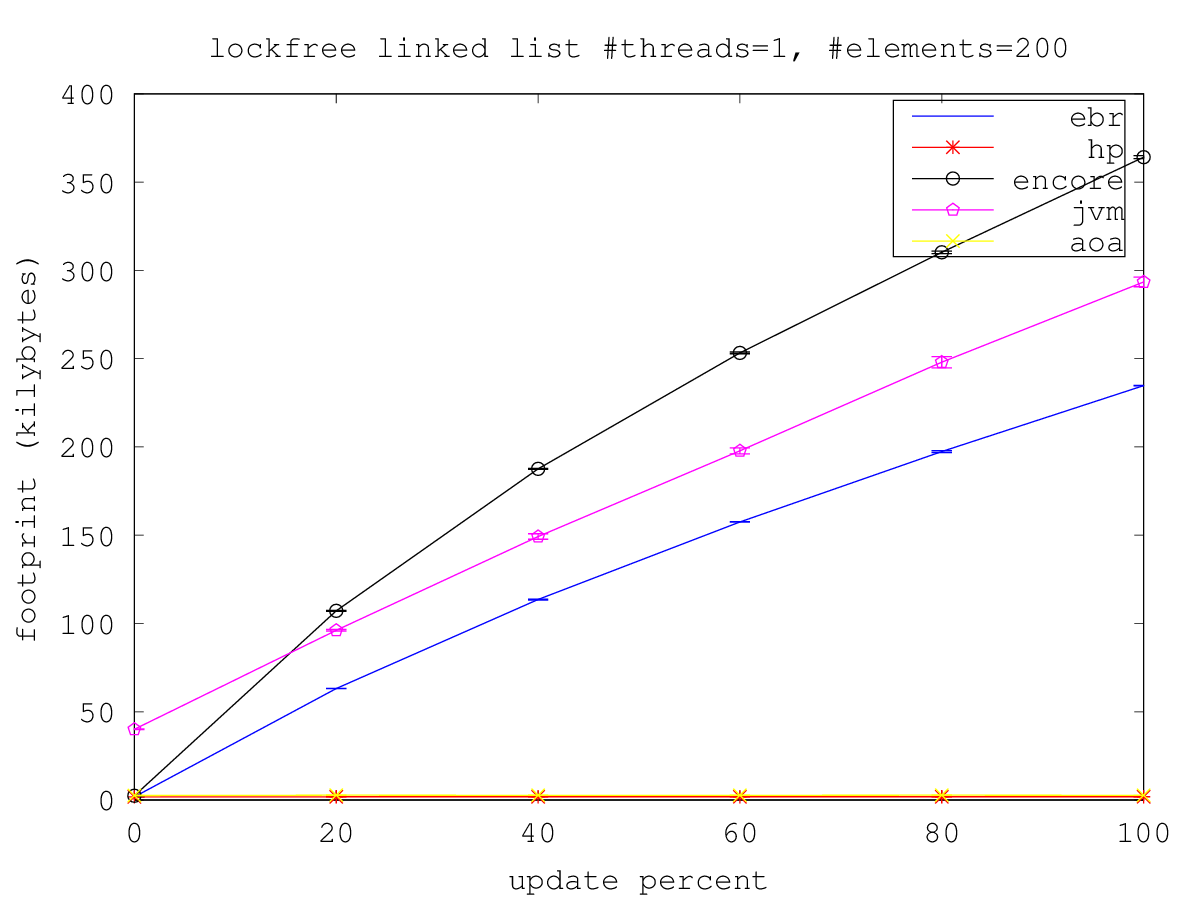 lockfree linked list #threads=1, #elements=200
400
350
300
250
200
150
100
50
0
footprint (kilybytes)
ebr
hp
encore
jvm
aoa
0 20 40 60 80 100
update percent